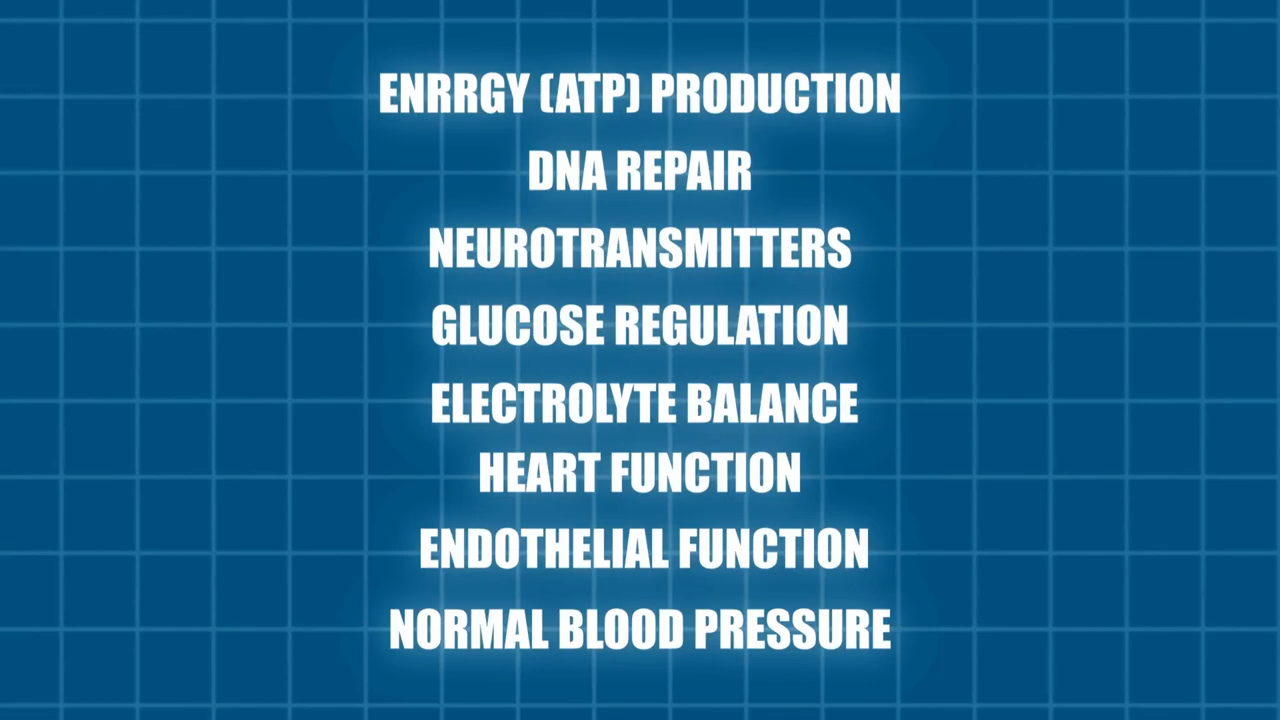 ENRRGY (ATP) PRODUCTION
DNA REPAIR
NEUROTRANSMITTERS
GLUCOSE REGULATION
ELECTROLYTE BALANCE
HEART FUNCTION
ENDOTHELIAL FUNCTION
NORMAL BLOOD PRESSURE